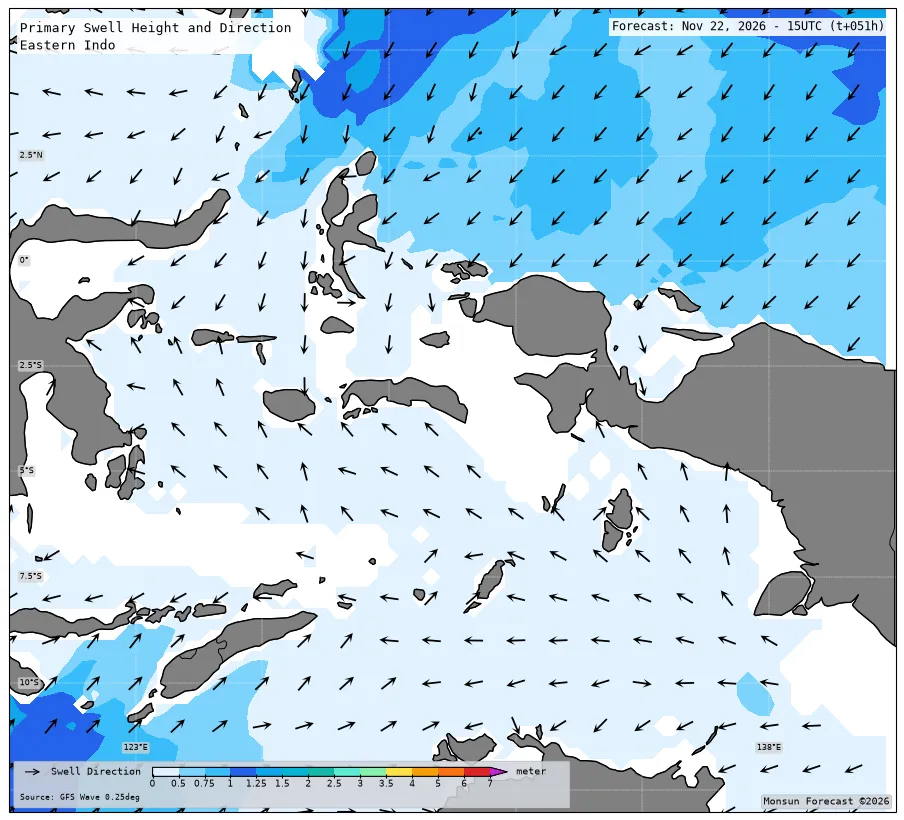 Primary Swell Height and Direction
Eastern Indo
Forecast: Nov 22, 2026 - 15UTC (t+051h)
2.5°N
0°
2.5°S
5°S
7.5°S
10°S
123°E
138°E
Swell Direction
0 0.5 0.75 1 1.25 1.5 2 2.5 3 3.5 4 5 6 7
meter
Source: GFS Wave 0.25deg
Monsun Forecast ©2026